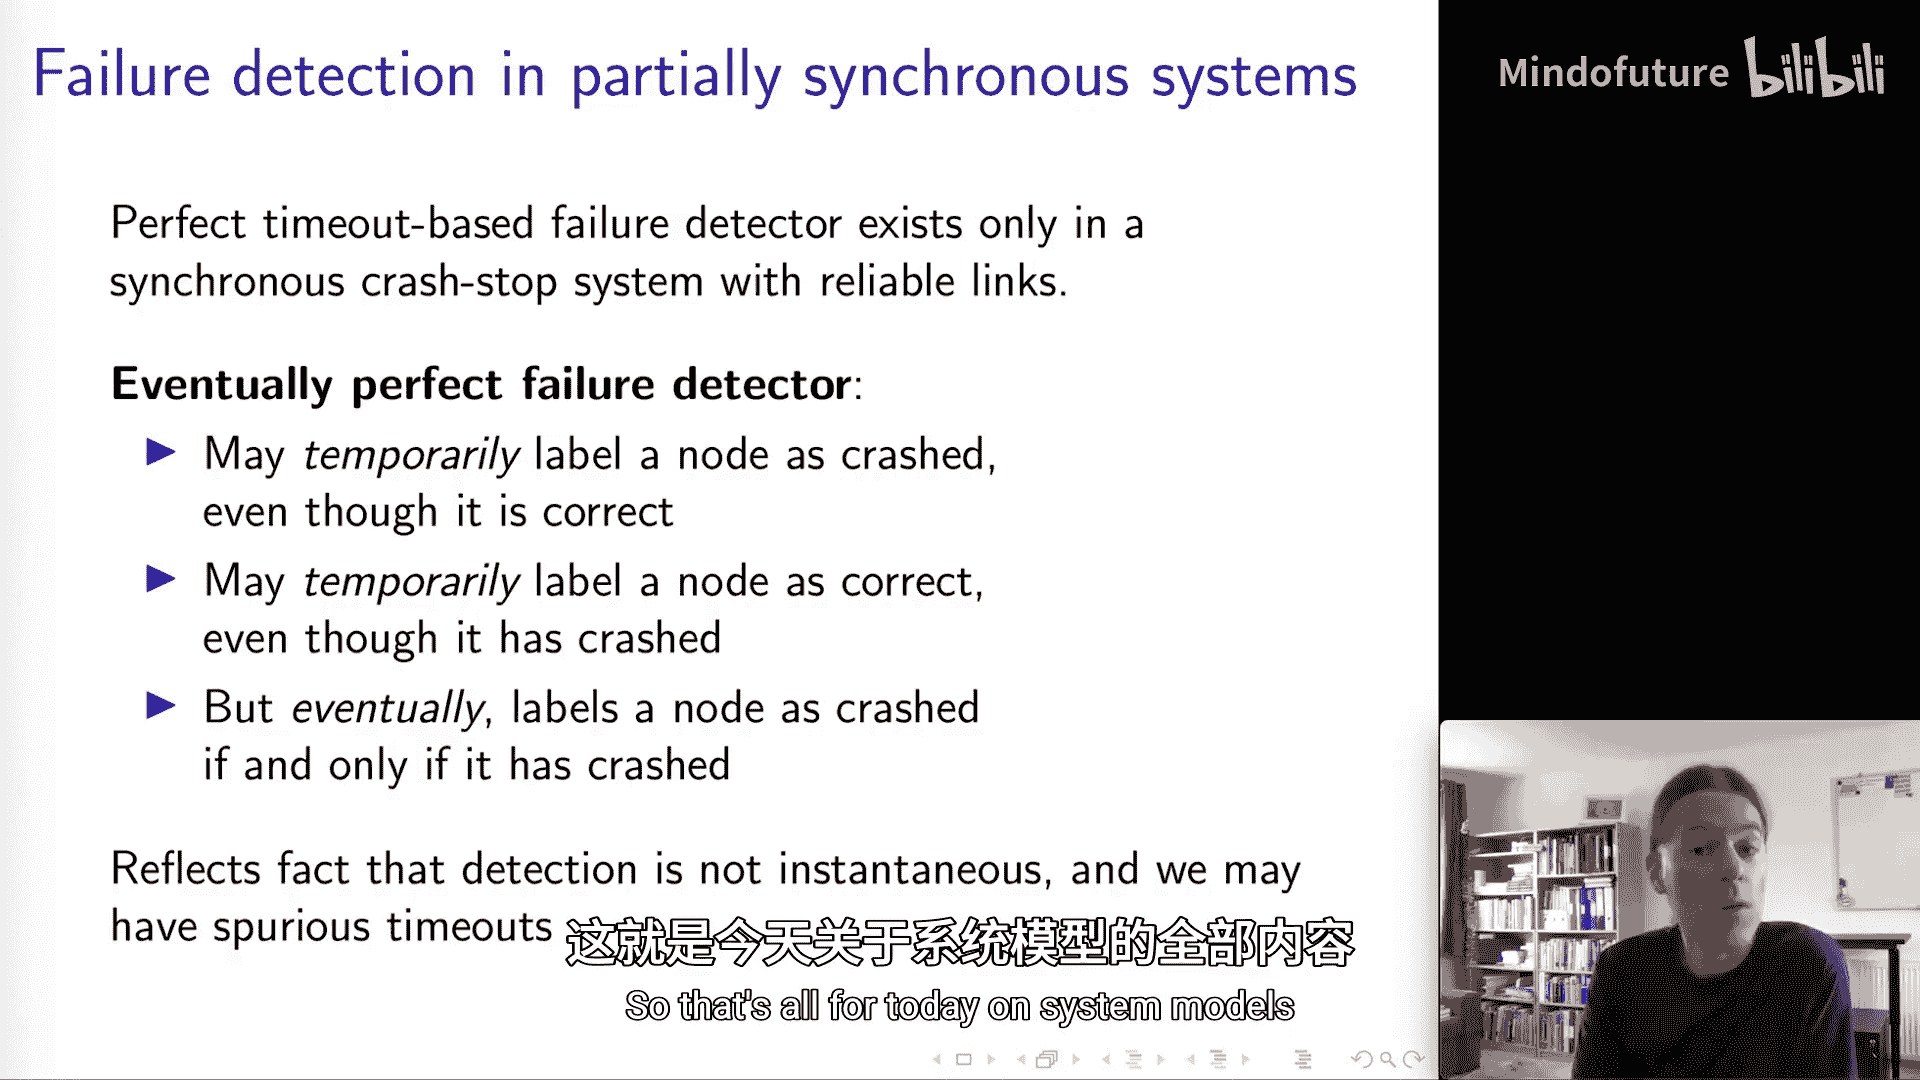 Failure detection in partially synchronous systems
Mindofuture bilibili
Perfect timeout-based failure detector exists only in a
synchronous crash-stop system with reliable links.
Eventually perfect failure detector:
May temporarily label a node as crashed,
even though it is correct
May temporarily label a node as correct,
even though it has crashed
But eventually, labels a node as crashed
if and only if it has crashed
Reflects fact that detection is not instantaneous, and we may
have spurious timeouts
这就是今天关于系统模型的全部内容
So that's all for today on system models